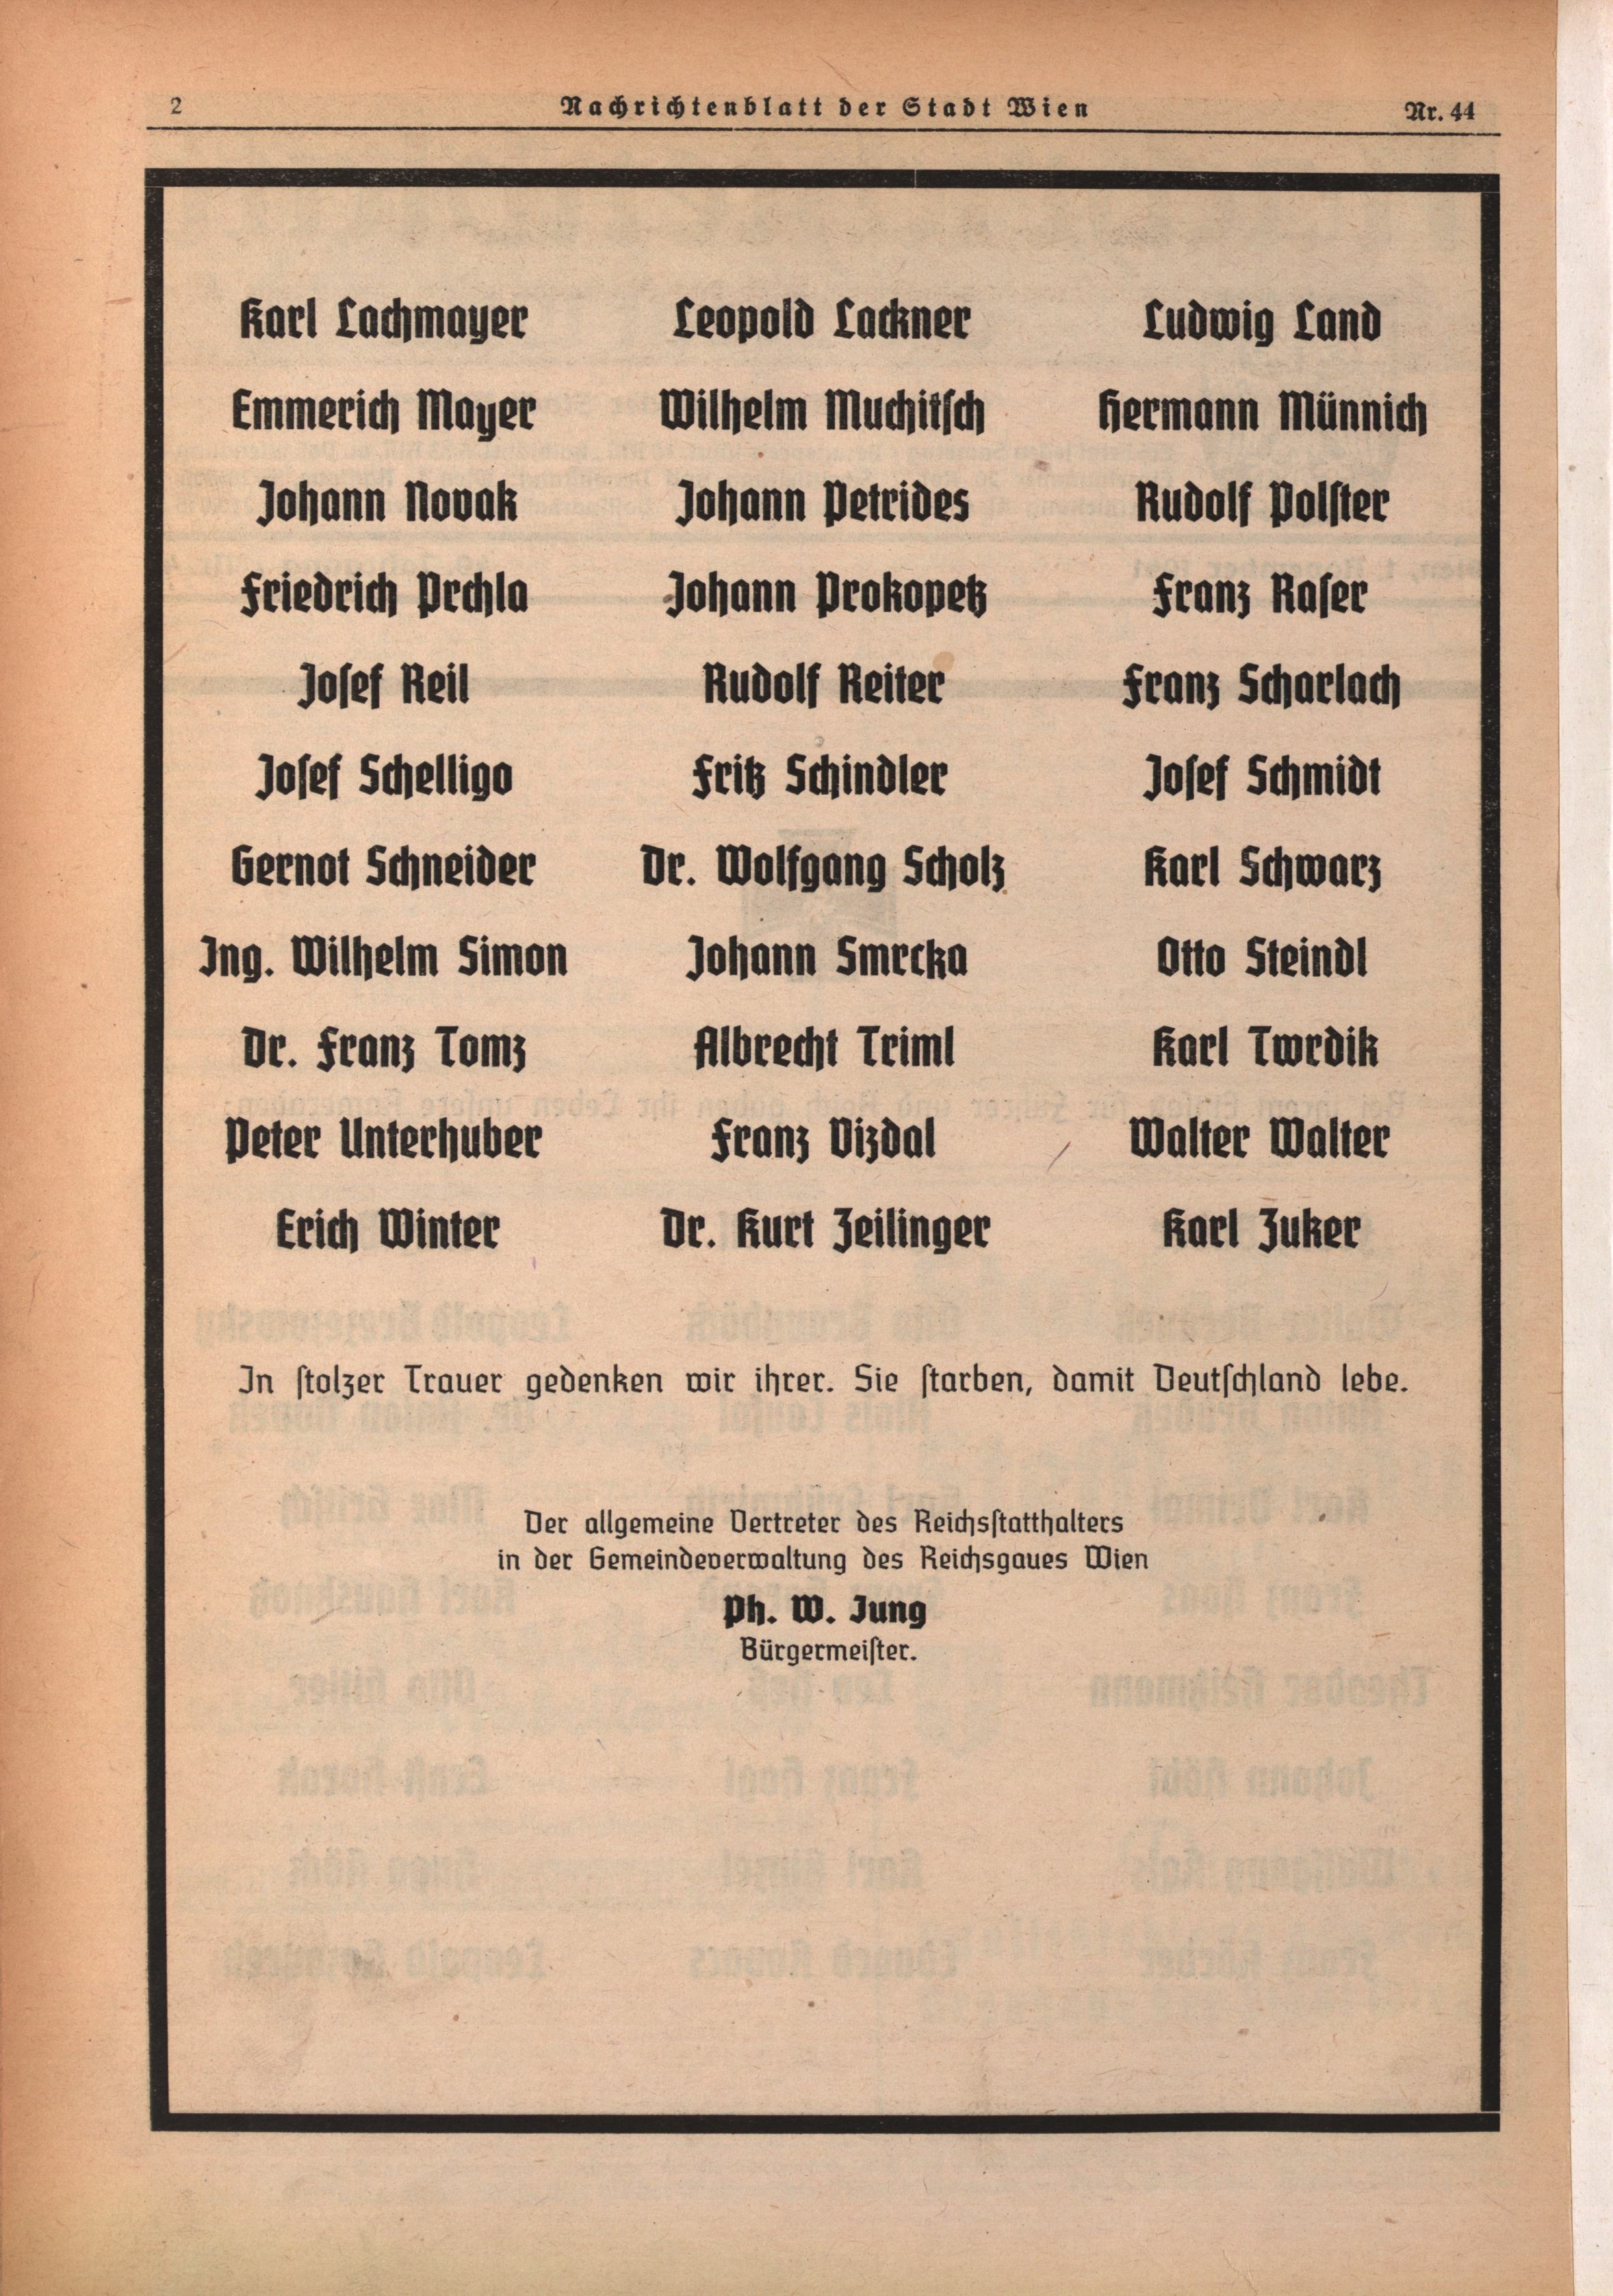 2 Nachrichtenblatt der Stadt Wien Nr. 44
Karl Lachmayer Leopold Lackner Ludwig Land
Emmerich Mayer Wilhelm Muchitsch Hermann Münnich
Johann Novak Johann Petrides Rudolf Polster
Friedrich Prchla Johann Prokopetz Franz Raser
Josef Reil Rudolf Reiter Franz Scharlach
Josef Schelligo Fritz Schindler Josef Schmidt
Gernot Schneider Dr. Wolfgang Scholz Karl Schwarz
Ing. Wilhelm Simon Johann Smrcka Otto Steindl
Dr. Franz Tomz Albrecht Triml Karl Twrdik
Peter Unterhuber Franz Vizdal Walter Walter
Erich Winter Dr. Kurt Zeilinger Karl Zuker
In stolzer Trauer gedenken wir ihrer. Sie starben, damit Deutschland lebe.
Der allgemeine Vertreter des Reichsstatthalters
in der Gemeindeverwaltung des Reichsgaues Wien
Ph. W. Jung
Bürgermeister.